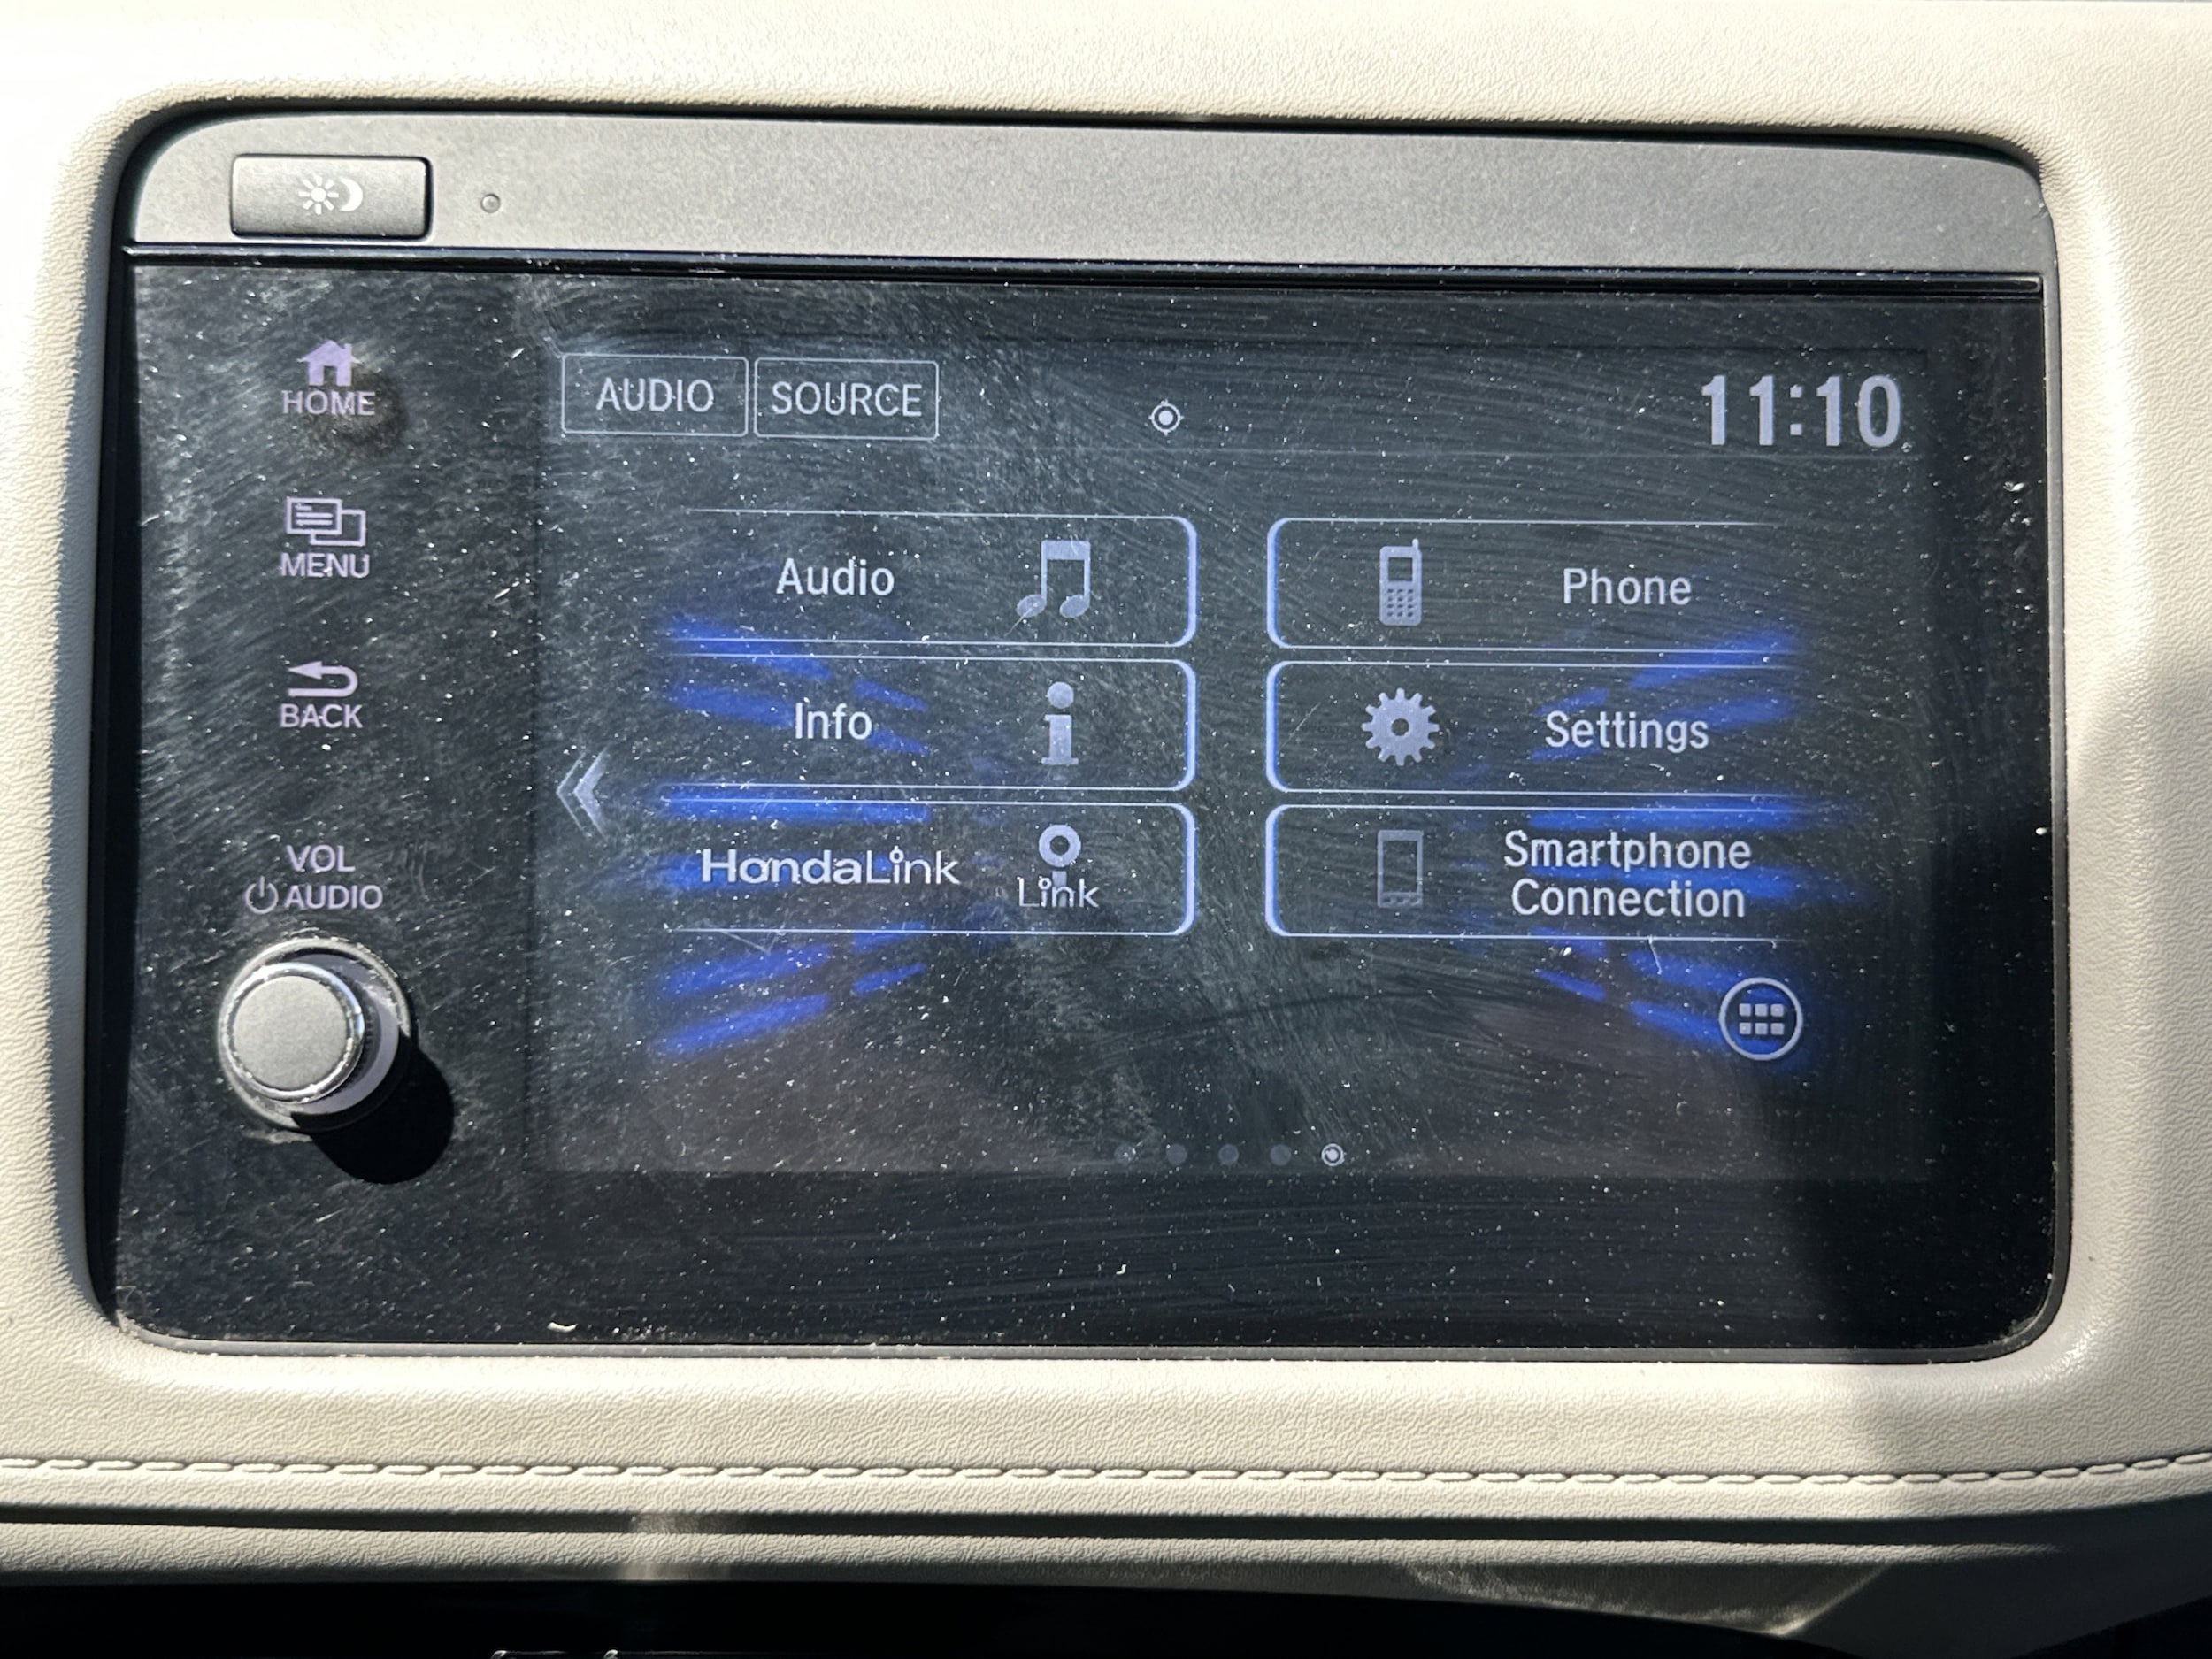 HOME
MENU
BACK
VOL
AUDIO
AUDIO SOURCE 11:10
Audio Phone
Info i Settings
HondaLink Link Smartphone
Connection